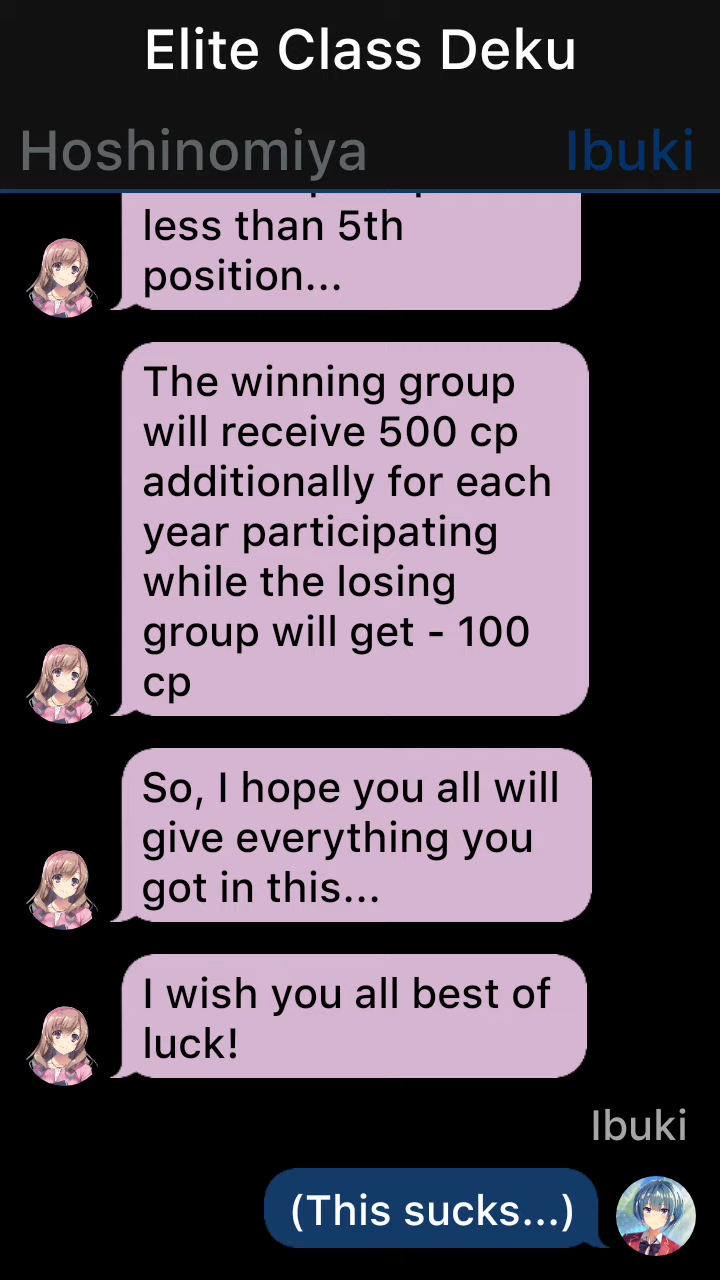 Elite Class Deku
Hoshinomiya
Ibuki
less than 5th
position...
The winning group
will receive 500 cp
additionally for each
year participating
while the losing
group will get - 100
cp
So, I hope you all will
give everything you
got in this...
I wish you all best of
luck!
Ibuki
(This sucks...)